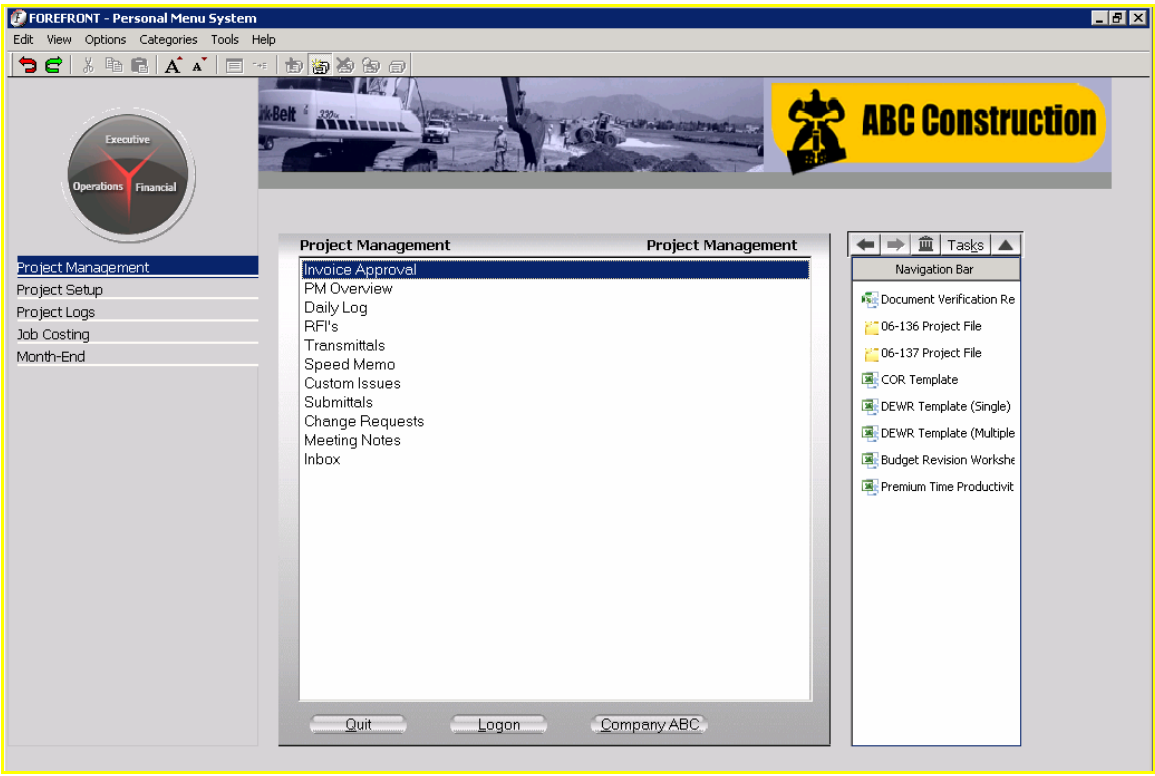 FOREFRONT - Personal Menu System
Edit View Options Categories Tools Help
A A
Executive
Operations Financial
k-Belt 330
ABC Construction
Project Management
Project Setup
Project Logs
Job Costing
Month-End
Project Management Project Management
Invoice Approval
PM Overview
Daily Log
RFI's
Transmittals
Speed Memo
Custom Issues
Submittals
Change Requests
Meeting Notes
Inbox
Quit Logon Company ABC
Tasks
Navigation Bar
Document Verification Re
06-136 Project File
06-137 Project File
COR Template
DEWR Template (Single)
DEWR Template (Multiple
Budget Revision Workshe
Premium Time Productivit